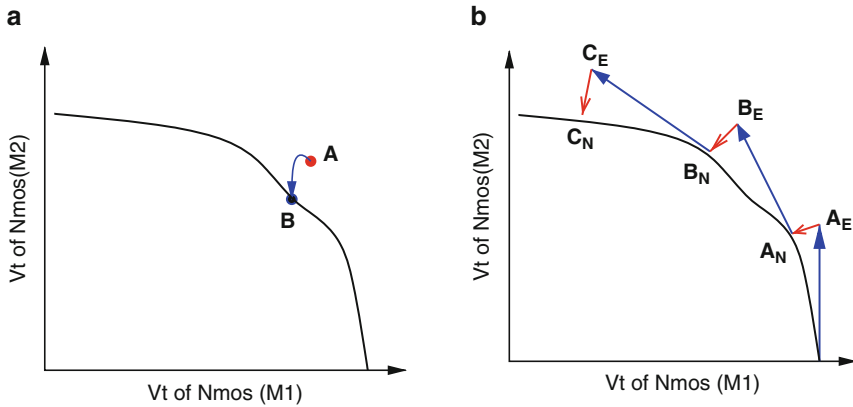 a
A
B
Vt of Nmos(M2)
Vt of Nmos (M1)
b
C_E
B_E
C_N
B_N
A_E
A_N
Vt of Nmos(M2)
Vt of Nmos (M1)